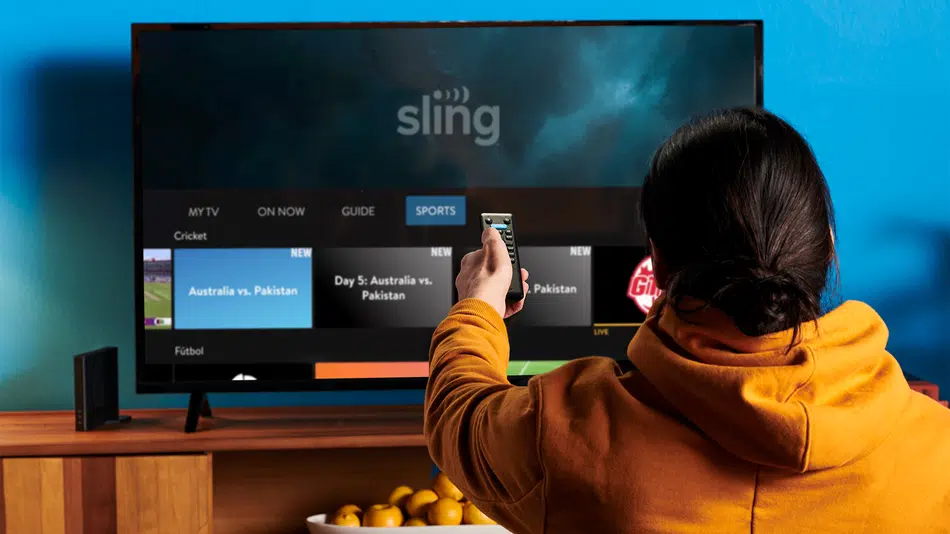 sling
MY TV
ON NOW
GUIDE
SPORTS
Cricket
NEW
Australia vs. Pakistan
NEW
Day 5: Australia vs.
Pakistan
NEW
. Pakistan
LIVE
Fútbol